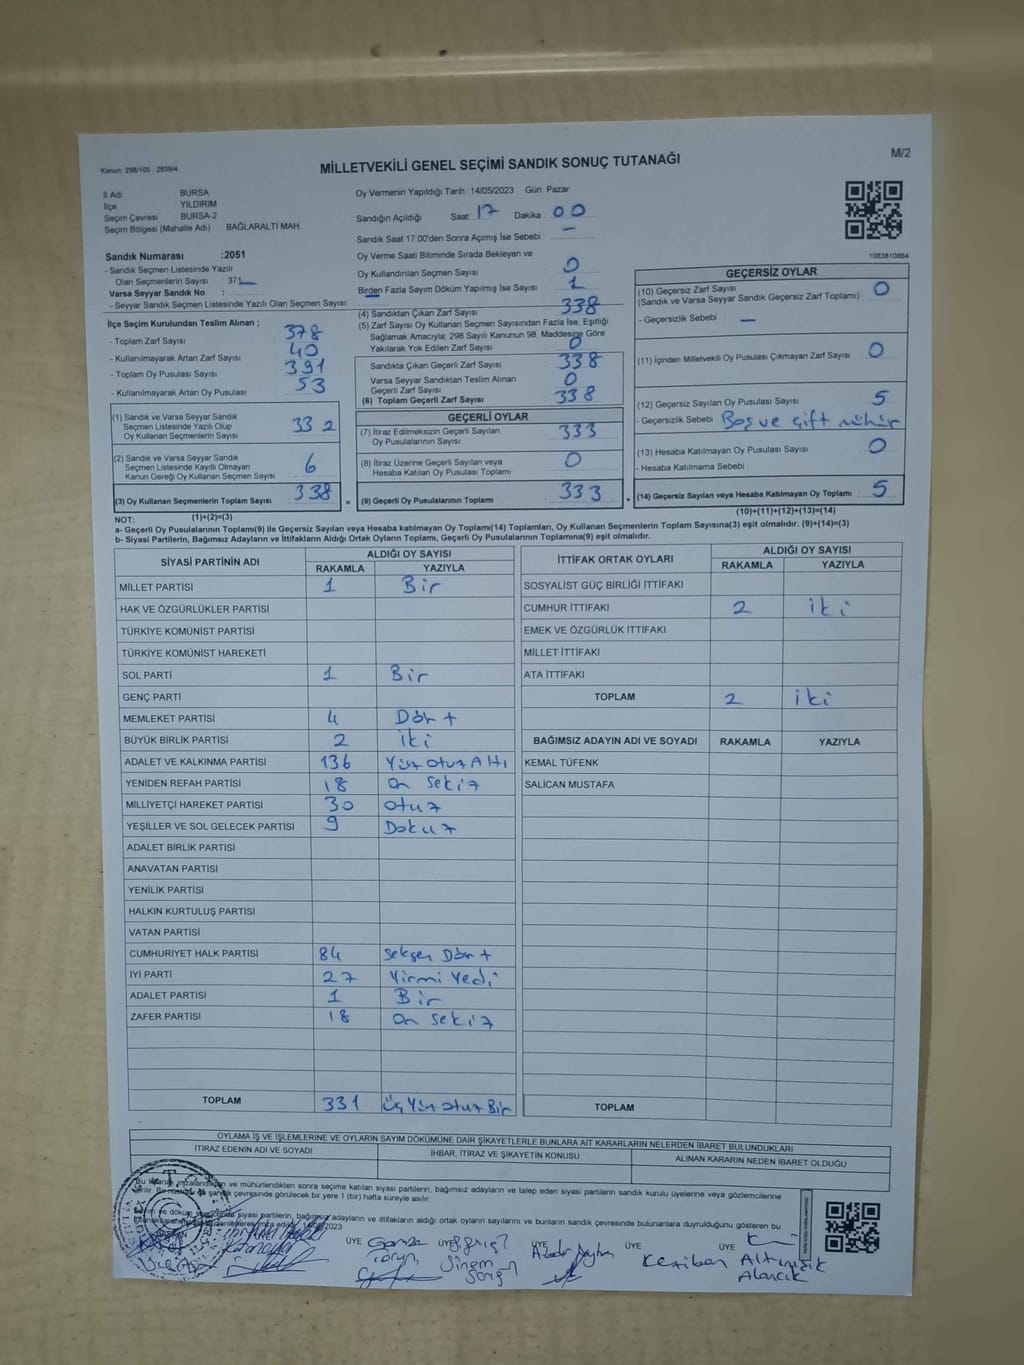 Kanun: 298/105 , 2839/4
MİLLETVEKİLİ GENEL SEÇİMİ SANDIK SONUÇ TUTANAĞI
M/2
İl Adı BURSA
İlçe YILDIRIM
Seçim Çevresi BURSA-2
Seçim Bölgesi (Mahalle Adı) BAĞLARALTI MAH.
Oy Vermenin Yapıldığı Tarih :14/05/2023 Gün: Pazar
Sandığın Açıldığı Saat: 17 Dakika : 00
Sandık Saat 17:00'den Sonra Açımış İse Sebebi : —
Oy Verme Saati Bitiminde Sırada Bekleyen ve
Oy Kullandırılan Seçmen Sayısı 0
Birden Fazla Sayım Döküm Yapılmış İse Sayısı : 1
1083810864
Sandık Numarası :2051
- Sandık Seçmen Listesinde Yazılı
Olan Seçmenlerin Sayısı 371
Varsa Seyyar Sandık No :
- Seyyar Sandık Seçmen Listesinde Yazılı Olan Seçmen Sayısı:
İlçe Seçim Kurulundan Teslim Alınan ;
- Toplam Zarf Sayısı : 378
- Kullanılmayarak Artan Zarf Sayısı : 40
- Toplam Oy Pusulası Sayısı : 391
- Kullanılmayarak Artan Oy Pusulası : 53
(1) Sandık ve Varsa Seyyar Sandık
Seçmen Listesinde Yazılı Olup
Oy Kullanan Seçmenlerin Sayısı : 332
(2) Sandık ve Varsa Seyyar Sandık
Seçmen Listesinde Kayıtlı Olmayan
Kanun Gereği Oy Kullanan Seçmen Sayısı : 6
(3) Oy Kullanan Seçmenlerin Toplam Sayısı : 338
(1)+(2)=(3)
(4) Sandıktan Çıkan Zarf Sayısı : 338
(5) Zarf Sayısı Oy Kullanan Seçmen Sayısından Fazla İse, Eşitliği
Sağlamak Amacıyla; 298 Sayılı Kanunun 98. Maddesine Göre
Yakılarak Yok Edilen Zarf Sayısı : 0
Sandıkta Çıkan Geçerli Zarf Sayısı : 338
Varsa Seyyar Sandıktan Teslim Alınan
Geçerli Zarf Sayısı : 0
(6) Toplam Geçerli Zarf Sayısı : 338
GEÇERLİ OYLAR
(7) İtiraz Edilmeksizin Geçerli Sayılan
Oy Pusulalarının Sayısı : 333
(8) İtiraz Üzerine Geçerli Sayılan veya
Hesaba Katılan Oy Pusulaları Toplamı : 0
= (9) Geçerli Oy Pusulalarının Toplamı : 333
GEÇERSİZ OYLAR
(10) Geçersiz Zarf Sayısı : 0
(Sandık ve Varsa Seyyar Sandık Geçersiz Zarf Toplamı)
- Geçersizlik Sebebi : —
(11) İçinden Milletvekili Oy Pusulası Çıkmayan Zarf Sayısı : 0
(12) Geçersiz Sayılan Oy Pusulası Sayısı : 5
- Geçersizlik Sebebi : Boş ve Çift mühür
(13) Hesaba Katılmayan Oy Pusulası Sayısı : 0
- Hesaba Katılmama Sebebi :
+ (14) Geçersiz Sayılan veya Hesaba Katılmayan Oy Toplamı : 5
(10)+(11)+(12)+(13)=(14)
NOT:
a- Geçerli Oy Pusulalarının Toplamı(9) ile Geçersiz Sayılan veya Hesaba katılmayan Oy Toplamı(14) Toplamları, Oy Kullanan Seçmenlerin Toplam Sayısına(3) eşit olmalıdır. (9)+(14)=(3)
b- Siyasi Partilerin, Bağımsız Adayların ve İttifakların Aldığı Ortak Oyların Toplamı, Geçerli Oy Pusulalarının Toplamına(9) eşit olmalıdır.
SİYASİ PARTİNİN ADI ALDIĞI OY SAYISI
RAKAMLA YAZIYLA
MİLLET PARTİSİ 1 Bir
HAK VE ÖZGÜRLÜKLER PARTİSİ
TÜRKİYE KOMÜNİST PARTİSİ
TÜRKİYE KOMÜNİST HAREKETİ
SOL PARTİ 1 Bir
GENÇ PARTİ
MEMLEKET PARTİSİ 4 Dört
BÜYÜK BİRLİK PARTİSİ 2 iki
ADALET VE KALKINMA PARTİSİ 136 Yüz otuz Altı
YENİDEN REFAH PARTİSİ 18 on sekiz
MİLLİYETÇİ HAREKET PARTİSİ 30 otuz
YEŞİLLER VE SOL GELECEK PARTİSİ 9 Dokuz
ADALET BİRLİK PARTİSİ
ANAVATAN PARTİSİ
YENİLİK PARTİSİ
HALKIN KURTULUŞ PARTİSİ
VATAN PARTİSİ
CUMHURİYET HALK PARTİSİ 84 Seksen Dört
İYİ PARTİ 27 Yirmi Yedi
ADALET PARTİSİ 1 Bir
ZAFER PARTİSİ 18 on sekiz
TOPLAM 331 üç Yüz otuz Bir
İTTİFAK ORTAK OYLARI ALDIĞI OY SAYISI
RAKAMLA YAZIYLA
SOSYALİST GÜÇ BİRLİĞİ İTTİFAKI
CUMHUR İTTİFAKI 2 iki
EMEK VE ÖZGÜRLÜK İTTİFAKI
MİLLET İTTİFAKI
ATA İTTİFAKI
TOPLAM 2 iki
BAĞIMSIZ ADAYIN ADI VE SOYADI RAKAMLA YAZIYLA
KEMAL TÜFENK
SALİCAN MUSTAFA
TOPLAM
OYLAMA İŞ VE İŞLEMLERİNE VE OYLARIN SAYIM DÖKÜMÜNE DAİR ŞİKAYETLERLE BUNLARA AİT KARARLARIN NELERDEN İBARET BULUNDUKLARI
İTİRAZ EDENİN ADI VE SOYADI İHBAR, İTİRAZ VE ŞİKAYETİN KONUSU ALINAN KARARIN NEDEN İBARET OLDUĞU
ve mühürlendikten sonra seçime katılan siyasi partilerin, bağımsız adayların ve talep eden siyasi partilerin sandık kurulu üyelerine veya gözlemcilerine
sandık çevresinde görülecek bir yere 1 (bir) hafta süreyle asılır.
siyasi partilerin, bağımsız adayların ve ittifakların aldığı ortak oyların sayılarını ve bunların sandık çevresinde bulunanlara duyrulduğunu gösteren bu
ÜYE Gamze ÜYE ÜYE ÜYE ÜYE
Sinem Keziban Altınışık